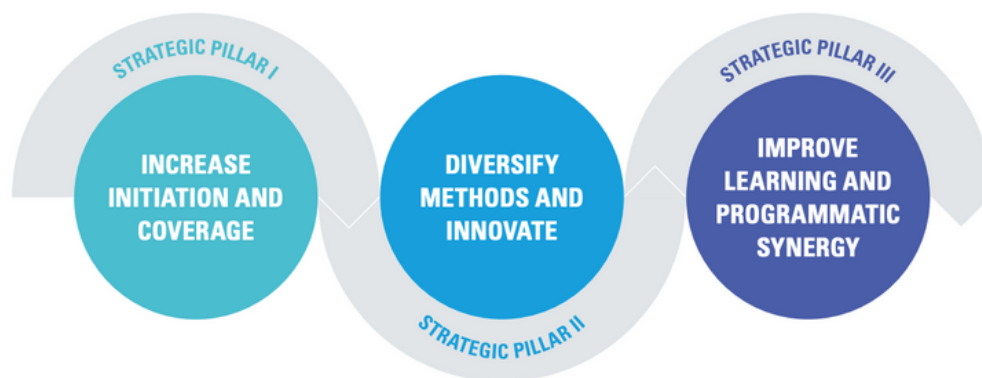 STRATEGIC PILLAR I
INCREASE
INITIATION AND
COVERAGE
DIVERSIFY
METHODS AND
INNOVATE
STRATEGIC PILLAR II
STRATEGIC PILLAR III
IMPROVE
LEARNING AND
PROGRAMMATIC
SYNERGY